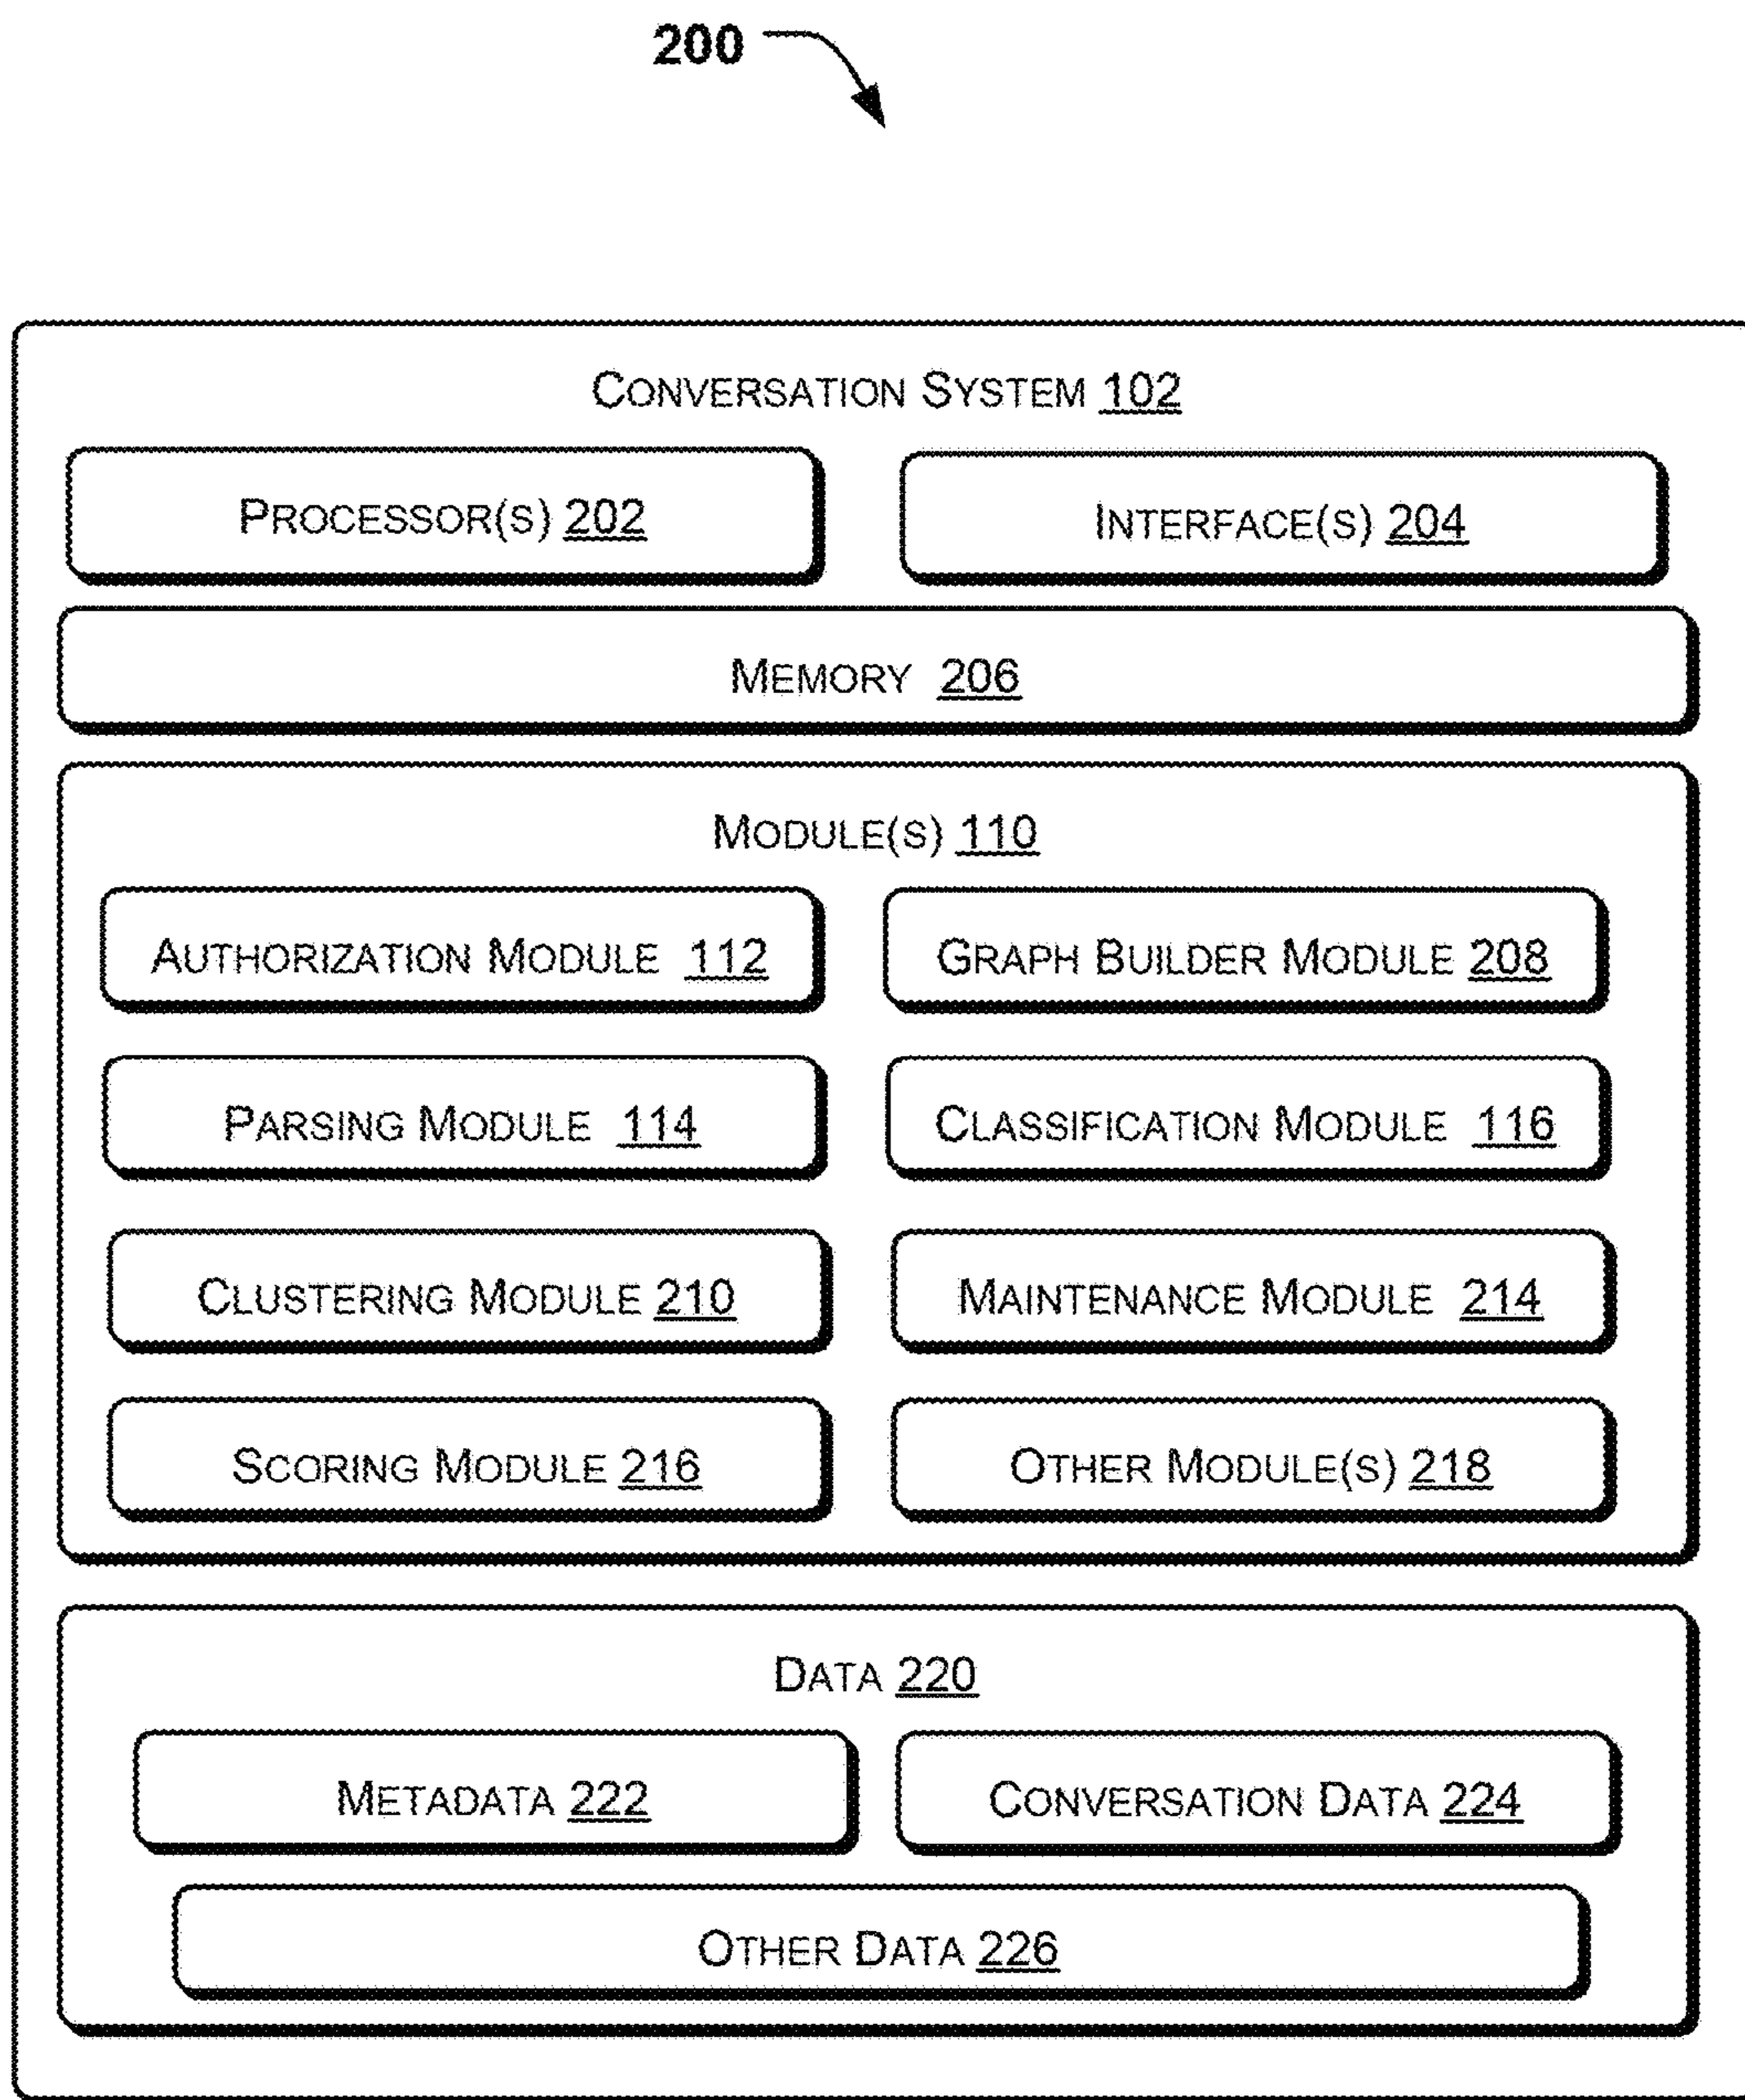 200
CONVERSATION SYSTEM 102
PROCESSOR(S) 202
INTERFACE(S) 204
MEMORY 206
MODULE(S) 110
AUTHORIZATION MODULE 112
GRAPH BUILDER MODULE 208
PARSING MODULE 114
CLASSIFICATION MODULE 116
CLUSTERING MODULE 210
MAINTENANCE MODULE 214
SCORING MODULE 216
OTHER MODULE(S) 218
DATA 220
METADATA 222
CONVERSATION DATA 224
OTHER DATA 226